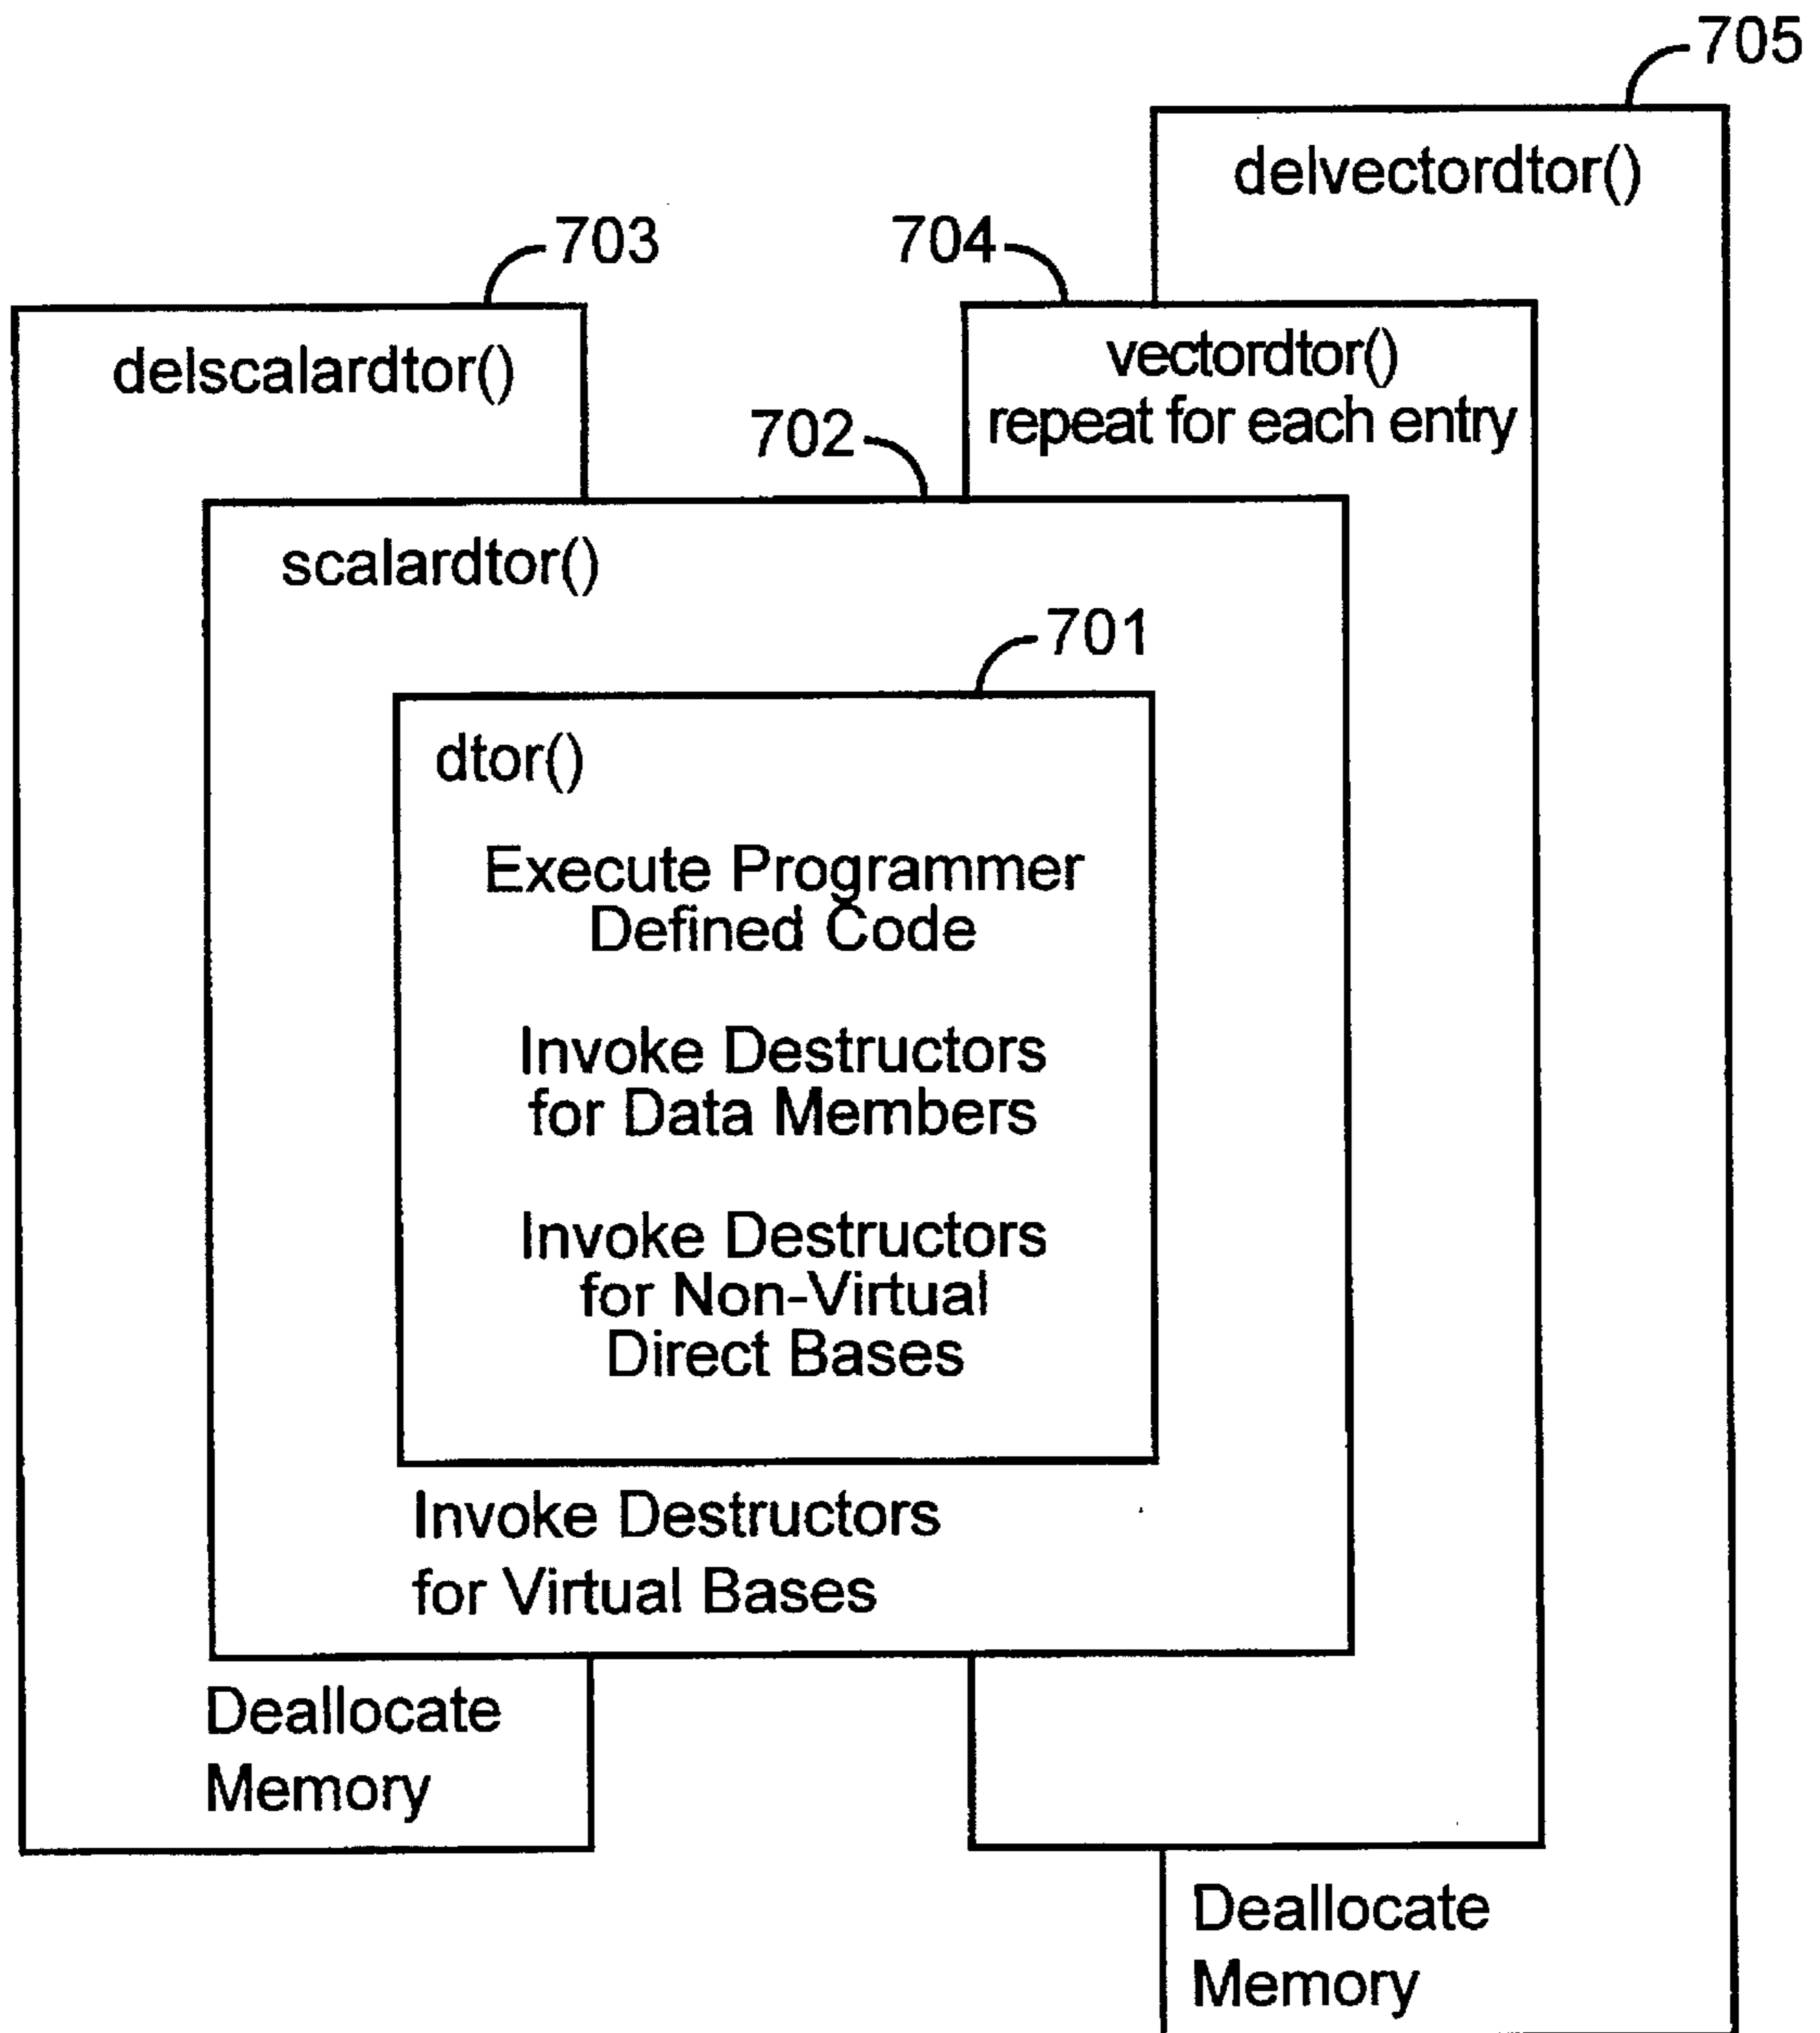 705
delvectordtor()
703
704
delscalardtor()
vectordtor()
repeat for each entry
702
scalardtor()
701
dtor()
Execute Programmer
Defined Code
Invoke Destructors
for Data Members
Invoke Destructors
for Non-Virtual
Direct Bases
Invoke Destructors
for Virtual Bases
Deallocate
Memory
Deallocate
Memory